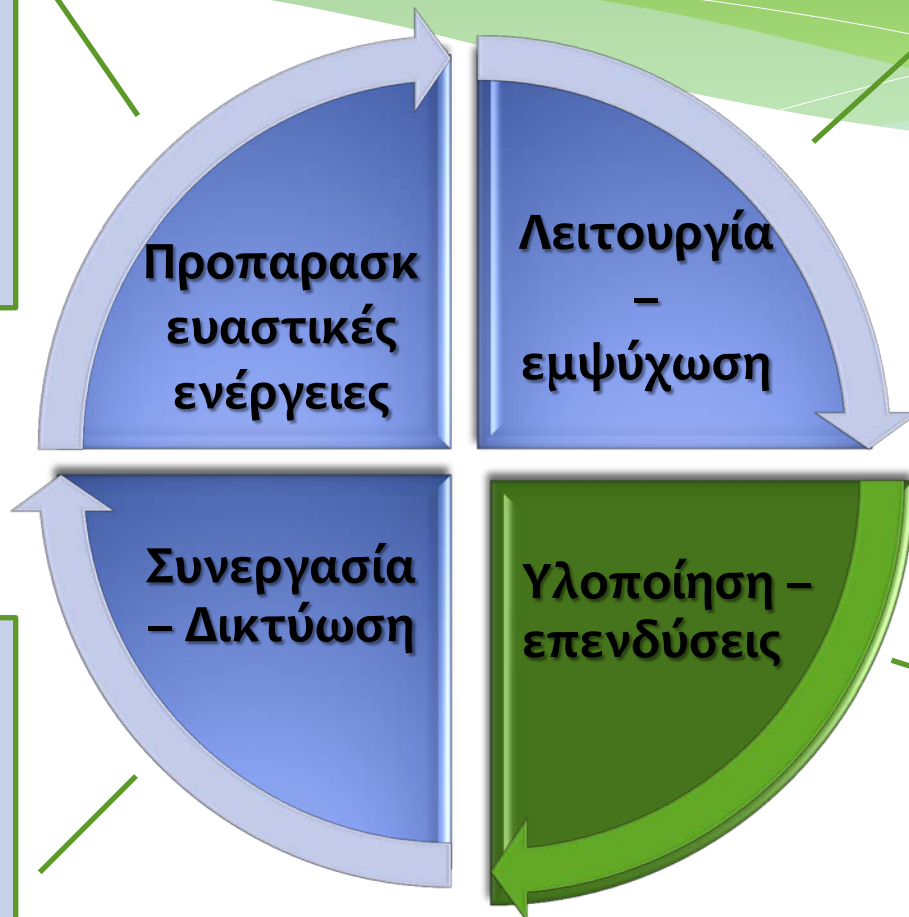 Προπαρασκ
ευαστικές
ενέργειες
Λειτουργία
–
εμψύχωση
Συνεργασία
– Δικτύωση
Υλοποίηση –
επενδύσεις